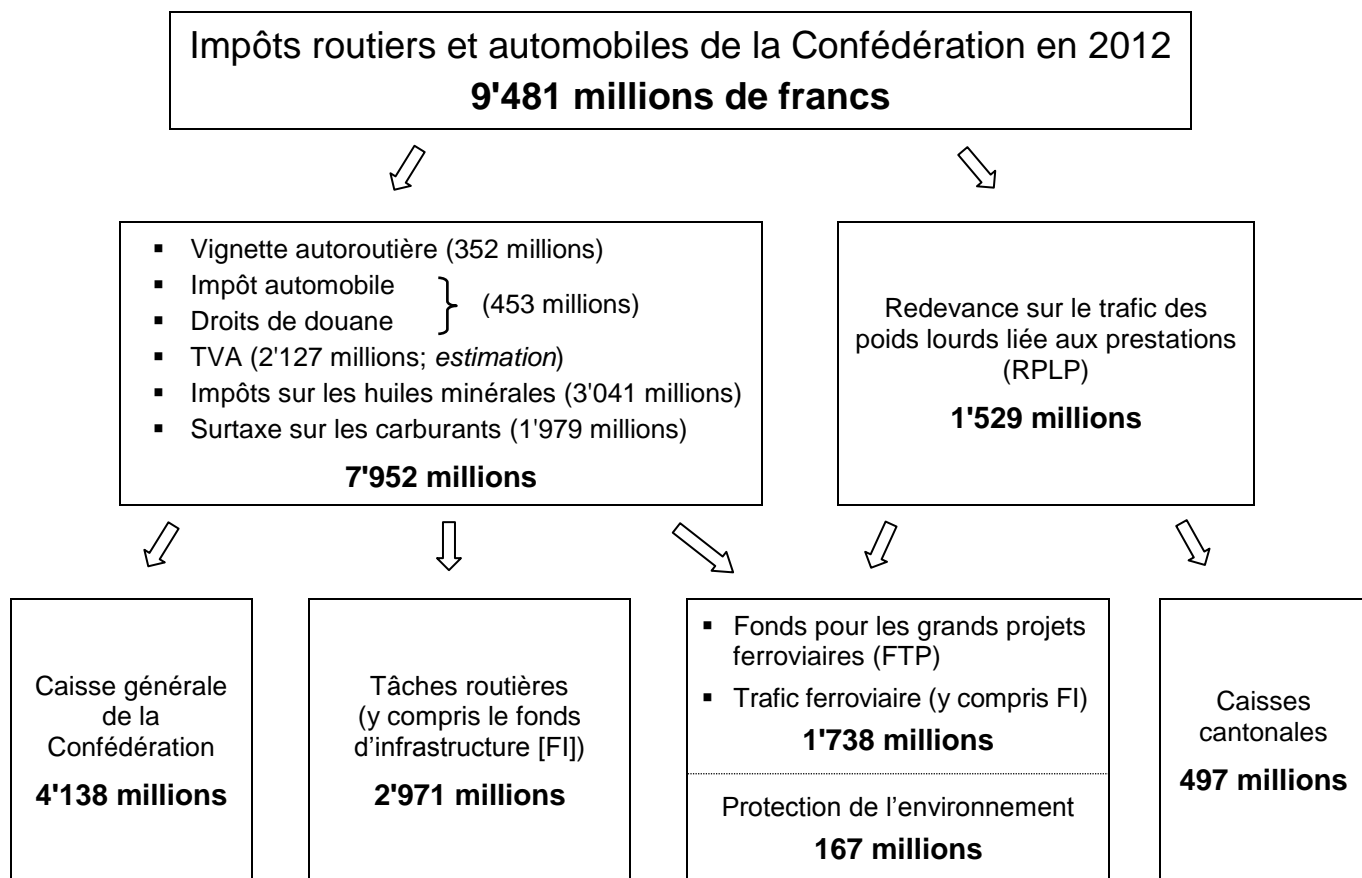 Impôts routiers et automobiles de la Confédération en 2012
9'481 millions de francs
▪ Vignette autoroutière (352 millions)
▪ Impôt automobile
▪ Droits de douane
(453 millions)
▪ TVA (2'127 millions; estimation)
▪ Impôts sur les huiles minérales (3'041 millions)
▪ Surtaxe sur les carburants (1'979 millions)
7'952 millions
Redevance sur le trafic des
poids lourds liée aux prestations
(RPLP)
1'529 millions
Caisse générale
de la
Confédération
4'138 millions
Tâches routières
(y compris le fonds
d’infrastructure [FI])
2'971 millions
▪ Fonds pour les grands projets
ferroviaires (FTP)
▪ Trafic ferroviaire (y compris FI)
1'738 millions
Protection de l’environnement
167 millions
Caisses
cantonales
497 millions